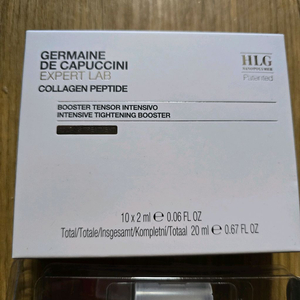 GERMAINE
DE CAPUCCINI
EXPERT LAB
COLLAGEN PEPTIDE
HLG
Patented
BOOSTER TENSOR INTENSIVO
INTENSIVE TIGHTENING BOOSTER
10 x 2 ml e 0.06 FL OZ
Total/Totale/Insgesamt/Kompletní/Totaal 20 ml e 0.67 FL OZ